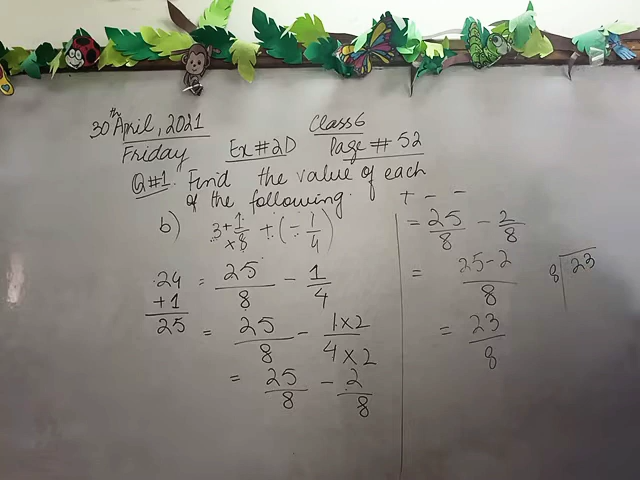 30th April, 2021
Class 6
Friday Ex#2D Page # 52
Q#1. Find the value of each
of the following.
b) 3+1/×8 + (-1/4)
24
+1
25
= 25/8 - 1/4
= 25/8 - 1×2/4×2
= 25/8 - 2/8
+ - -
= 25/8 - 2/8
= 25-2/8
8 23
= 23/8